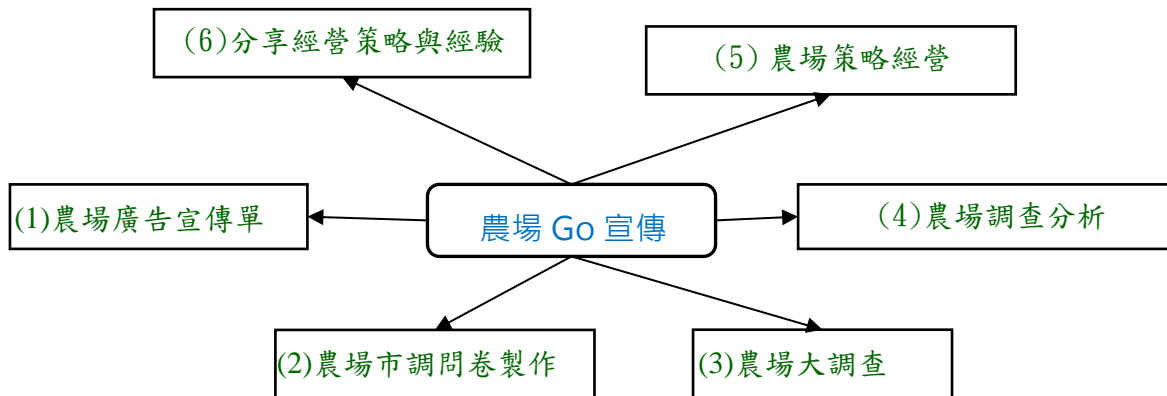 (6)分享經營策略與經驗
(5) 農場策略經營
(1)農場廣告宣傳單
農場 Go 宣傳
(4)農場調查分析
(2)農場市調問卷製作
(3)農場大調查